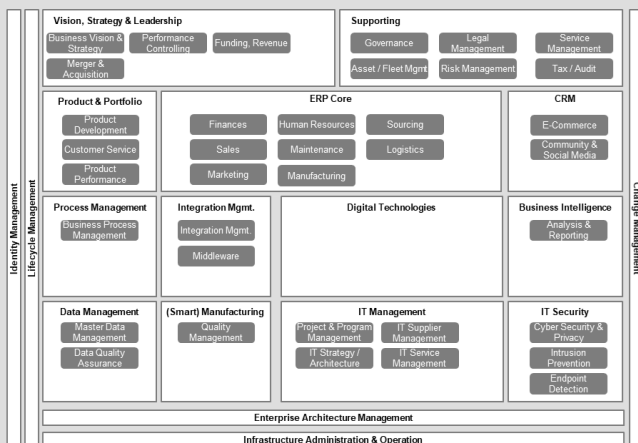 Vision, Strategy & Leadership
Business Vision &
Strategy
Performance
Controlling
Funding, Revenue
Merger &
Acquisition
Supporting
Governance
Legal
Management
Service
Management
Asset / Fleet Mgmt
Risk Management
Tax / Audit
Identity Management
Lifecycle Management
Change Management
Product & Portfolio
Product
Development
Customer Service
Product
Performance
ERP Core
Finances
Human Resources
Sourcing
Sales
Maintenance
Logistics
Marketing
Manufacturing
CRM
E-Commerce
Community &
Social Media
Process Management
Business Process
Management
Integration Mgmt.
Integration Mgmt.
Middleware
Digital Technologies
Business Intelligence
Analysis &
Reporting
Data Management
Master Data
Management
Data Quality
Assurance
(Smart) Manufacturing
Quality
Management
IT Management
Project & Program
Management
IT Supplier
Management
IT Strategy /
Architecture
IT Service
Management
IT Security
Cyber Security &
Privacy
Intrusion
Prevention
Endpoint
Detection
Enterprise Architecture Management
Infrastructure Administration & Operation